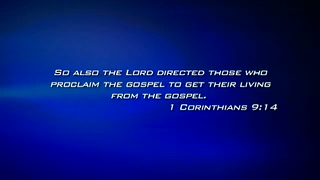 So also the Lord directed those who
proclaim the gospel to get their living
from the gospel.
1 Corinthians 9:14